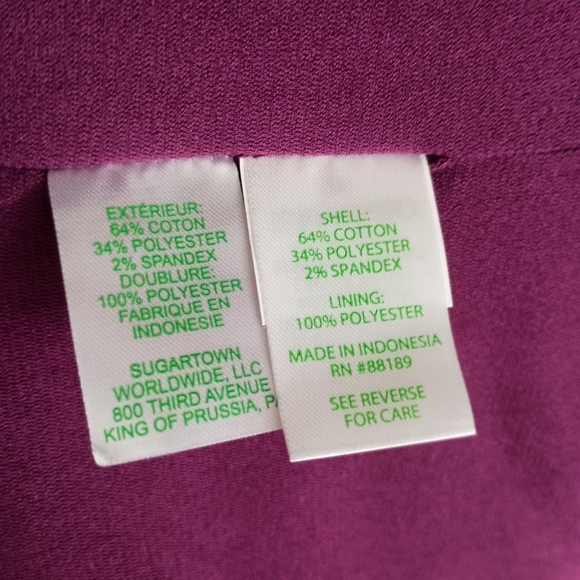 EXTÉRIEUR:
64% COTON
34% POLYESTER
2% SPANDEX
DOUBLURE:
100% POLYESTER
FABRIQUE EN
INDONESIE
SUGARTOWN
WORLDWIDE, LLC
800 THIRD AVENUE
KING OF PRUSSIA, P
SHELL:
64% COTTON
34% POLYESTER
2% SPANDEX
LINING:
100% POLYESTER
MADE IN INDONESIA
RN #88189
SEE REVERSE
FOR CARE